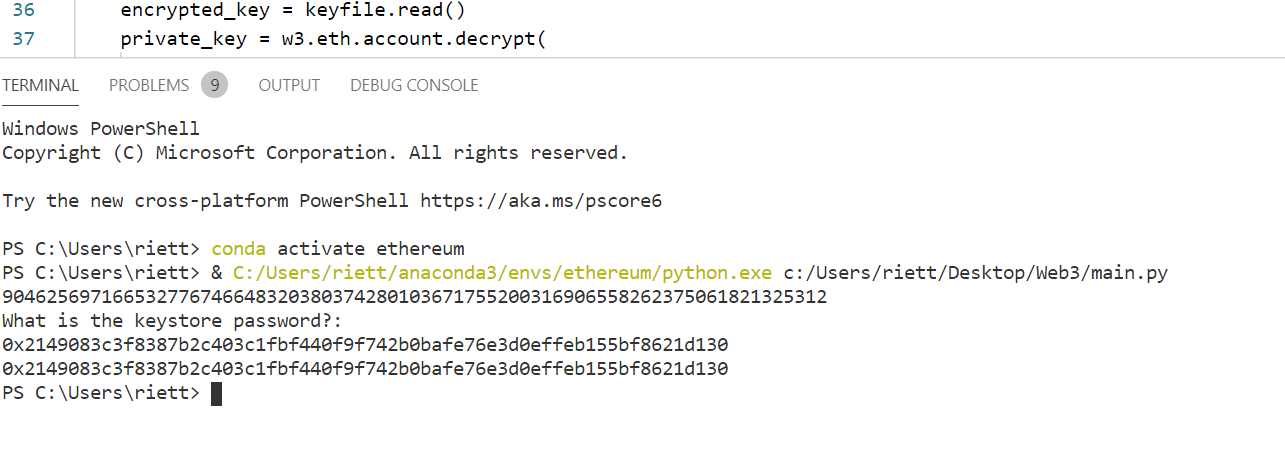 36 encrypted_key = keyfile.read()
37 private_key = w3.eth.account.decrypt(
TERMINAL PROBLEMS 9 OUTPUT DEBUG CONSOLE
Windows PowerShell
Copyright (C) Microsoft Corporation. All rights reserved.
Try the new cross-platform PowerShell https://aka.ms/pscore6
PS C:\Users\riett> conda activate ethereum
PS C:\Users\riett> & C:/Users/riett/anaconda3/envs/ethereum/python.exe c:/Users/riett/Desktop/Web3/main.py
904625697166532776746648320380374280103671755200316906558262375061821325312
What is the keystore password?:
0x2149083c3f8387b2c403c1fbf440f9f742b0bafe76e3d0effeb155bf8621d130
0x2149083c3f8387b2c403c1fbf440f9f742b0bafe76e3d0effeb155bf8621d130
PS C:\Users\riett>